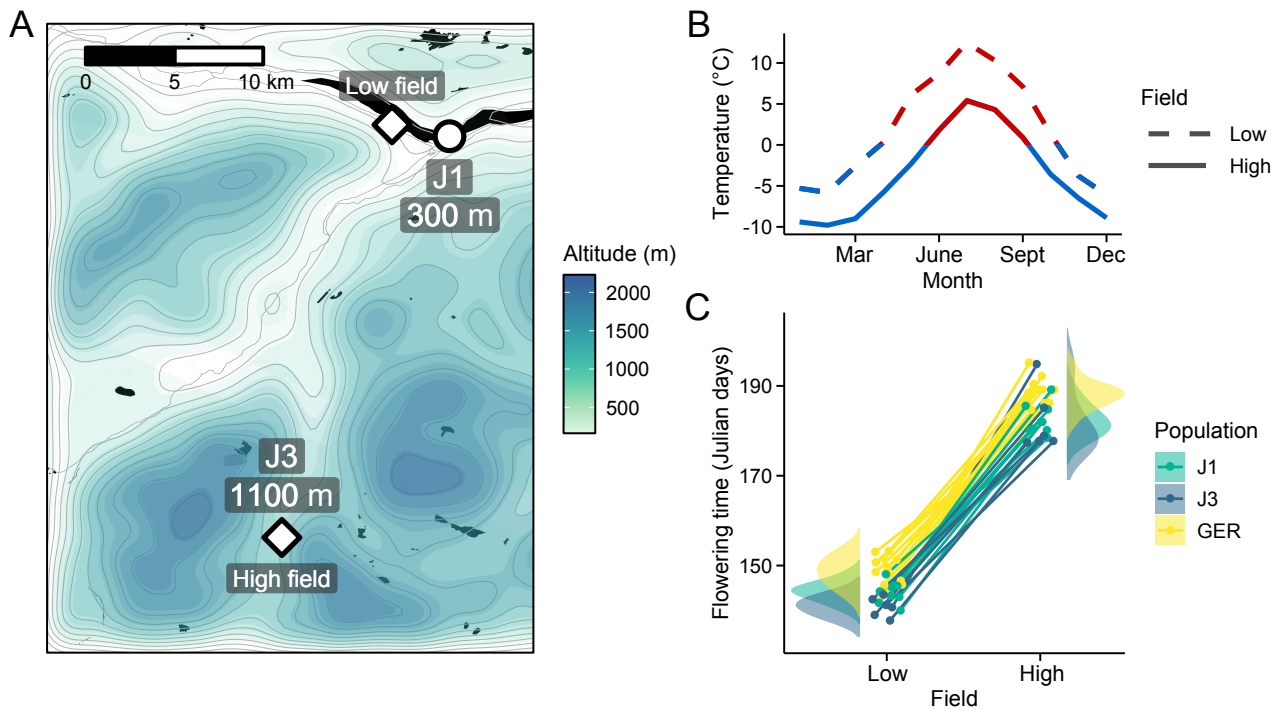 A
0 5 10 km
Low field
J1
300 m
J3
1100 m
High field
Altitude (m)
2000
1500
1000
500
B
Temperature (°C)
10
5
0
-5
-10
Mar June Sept Dec
Month
Field
Low
High
C
Flowering time (Julian days)
190
170
150
Low High
Field
Population
J1
J3
GER